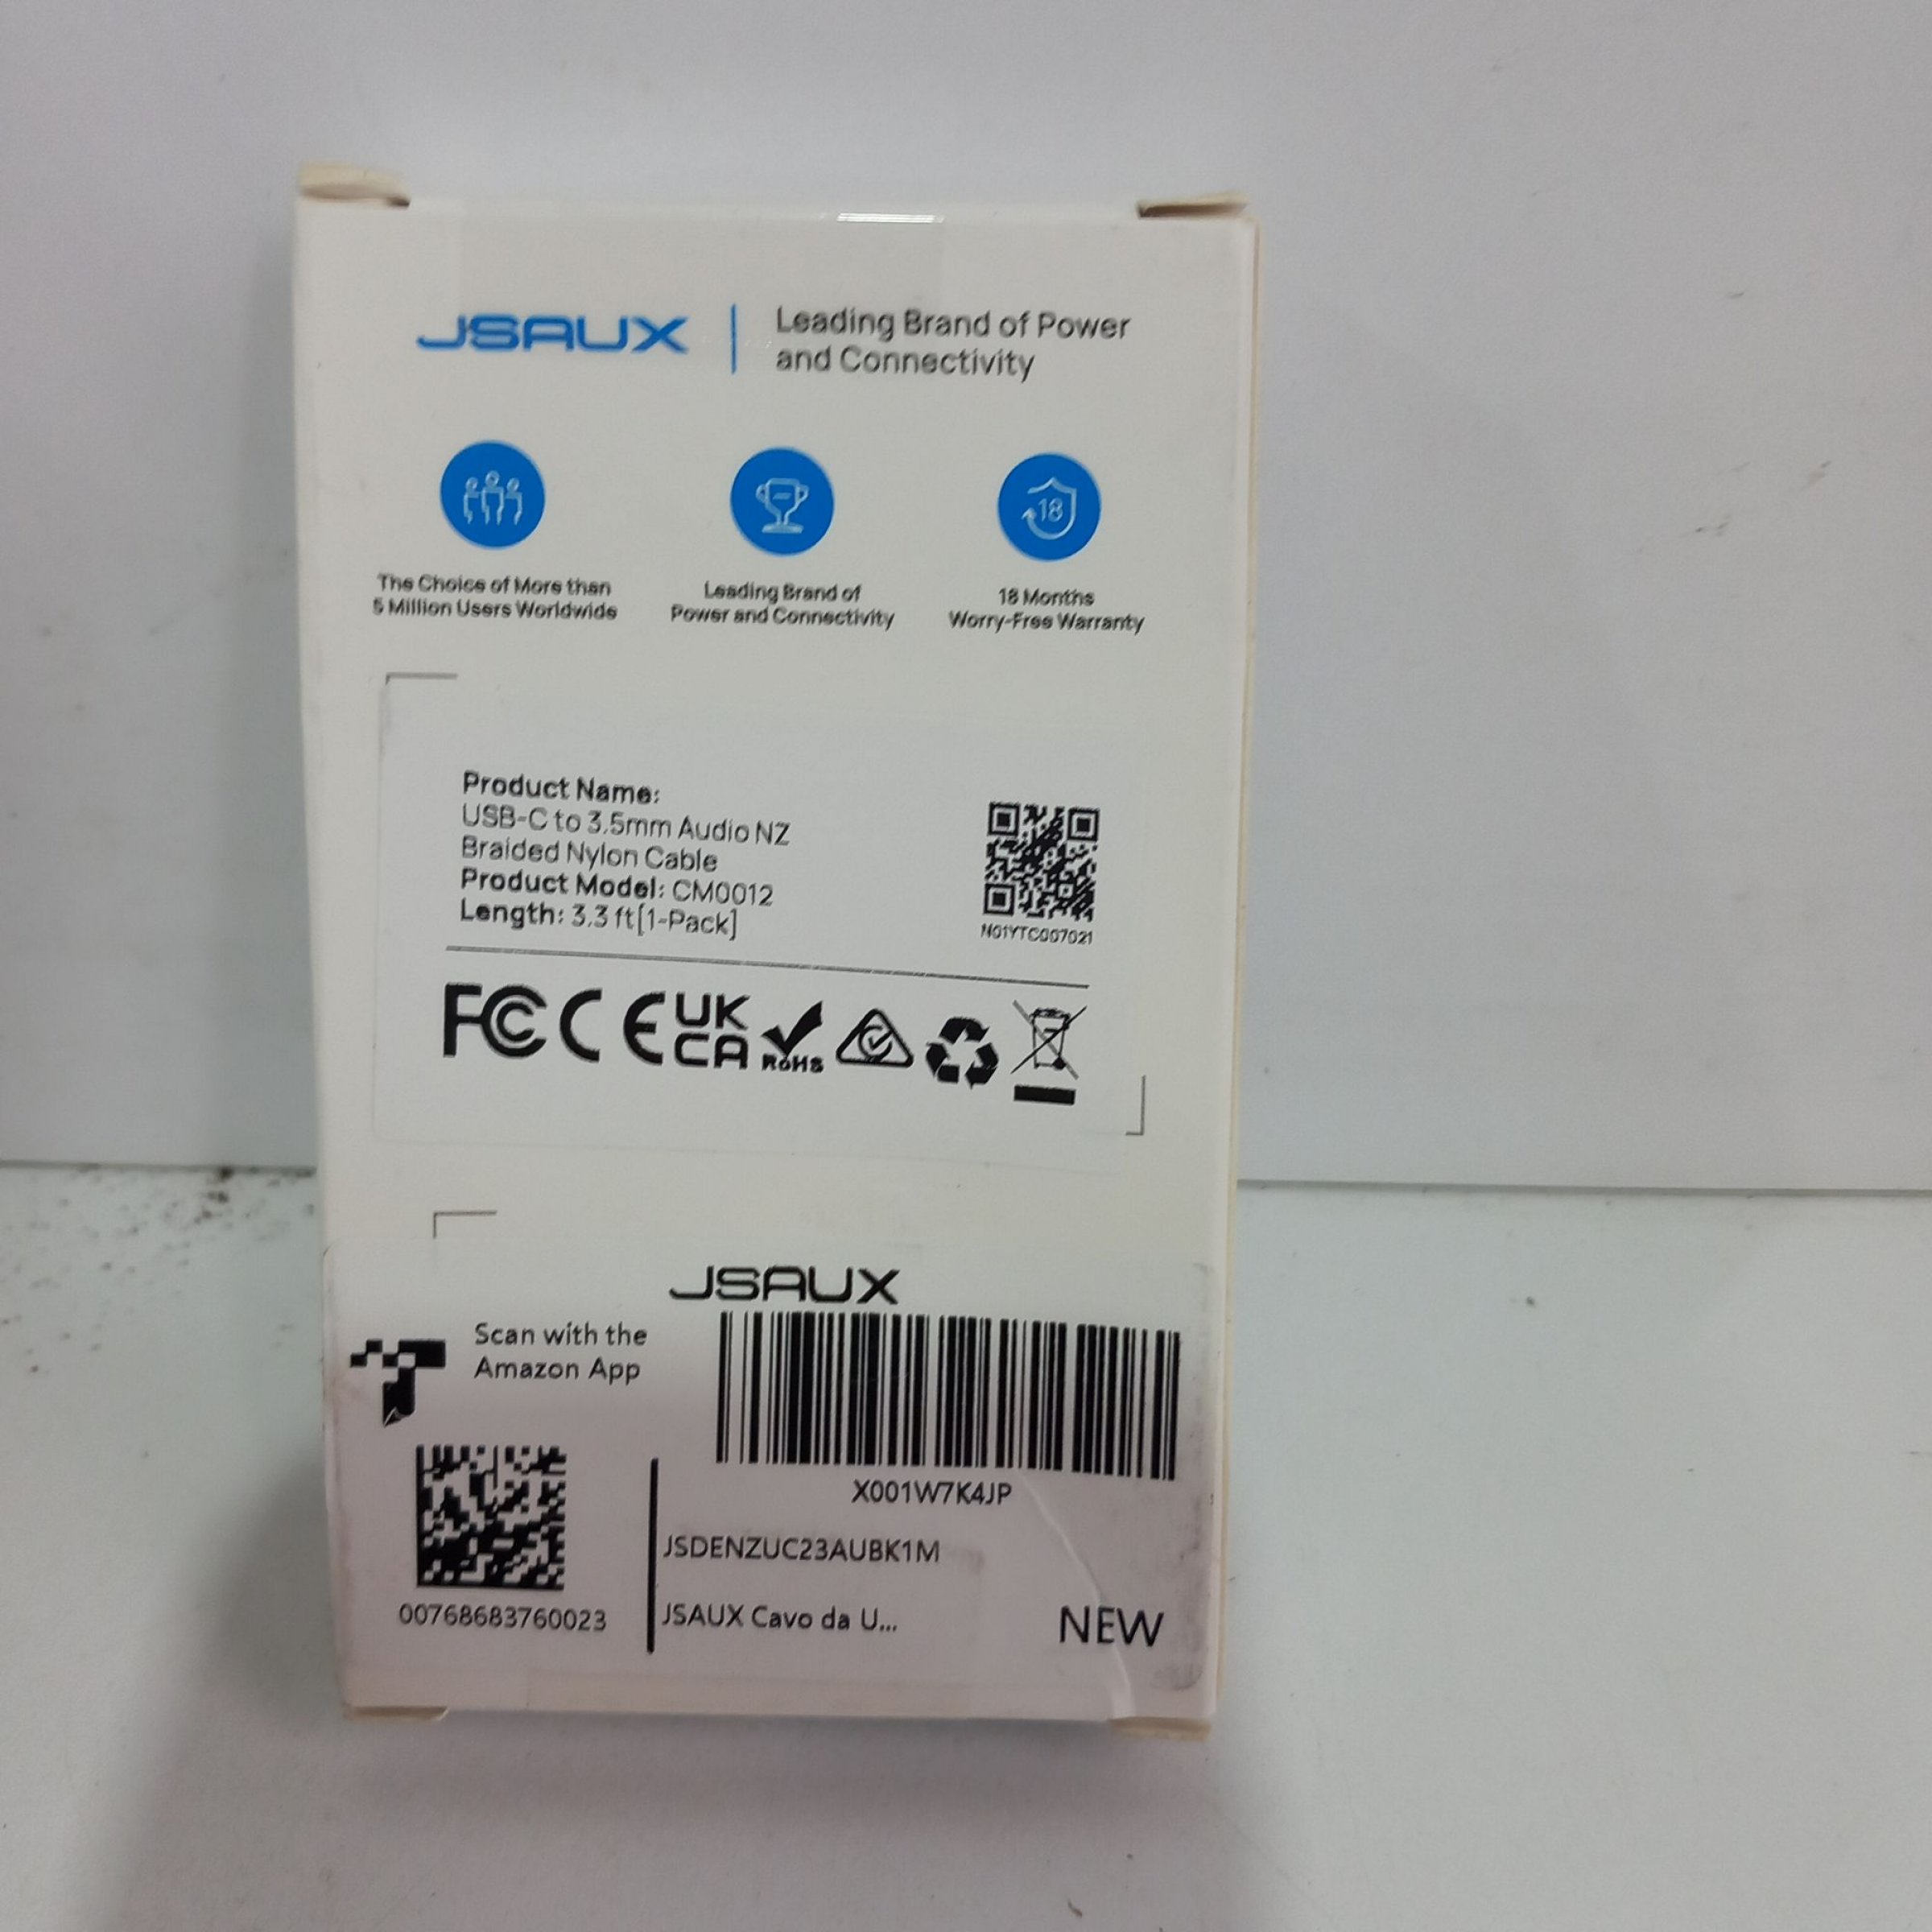 JSAUX
Leading Brand of Power
and Connectivity
18
The Choice of More than
5 Million Users Worldwide
Leading Brand of
Power and Connectivity
18 Months
Worry-Free Warranty
Product Name:
USB-C to 3.5mm Audio NZ
Braided Nylon Cable
Product Model: CM0012
Length: 3.3 ft[1-Pack]
N01YTC007021
FC CE UK
CA
RoHS
JSAUX
Scan with the
Amazon App
X001W7K4JP
JSDENZUC23AUBK1M
00768683760023
JSAUX Cavo da U...
NEW